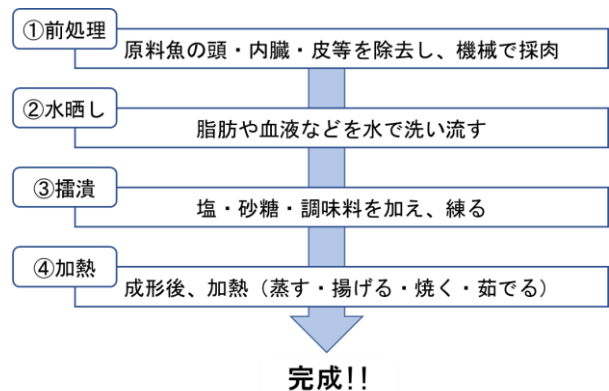 ①前処理
原料魚の頭・内臓・皮等を除去し、機械で採肉
②水晒し
脂肪や血液などを水で洗い流す
③擂潰
塩・砂糖・調味料を加え、練る
④加熱
成形後、加熱（蒸す・揚げる・焼く・茹でる）
完成!!